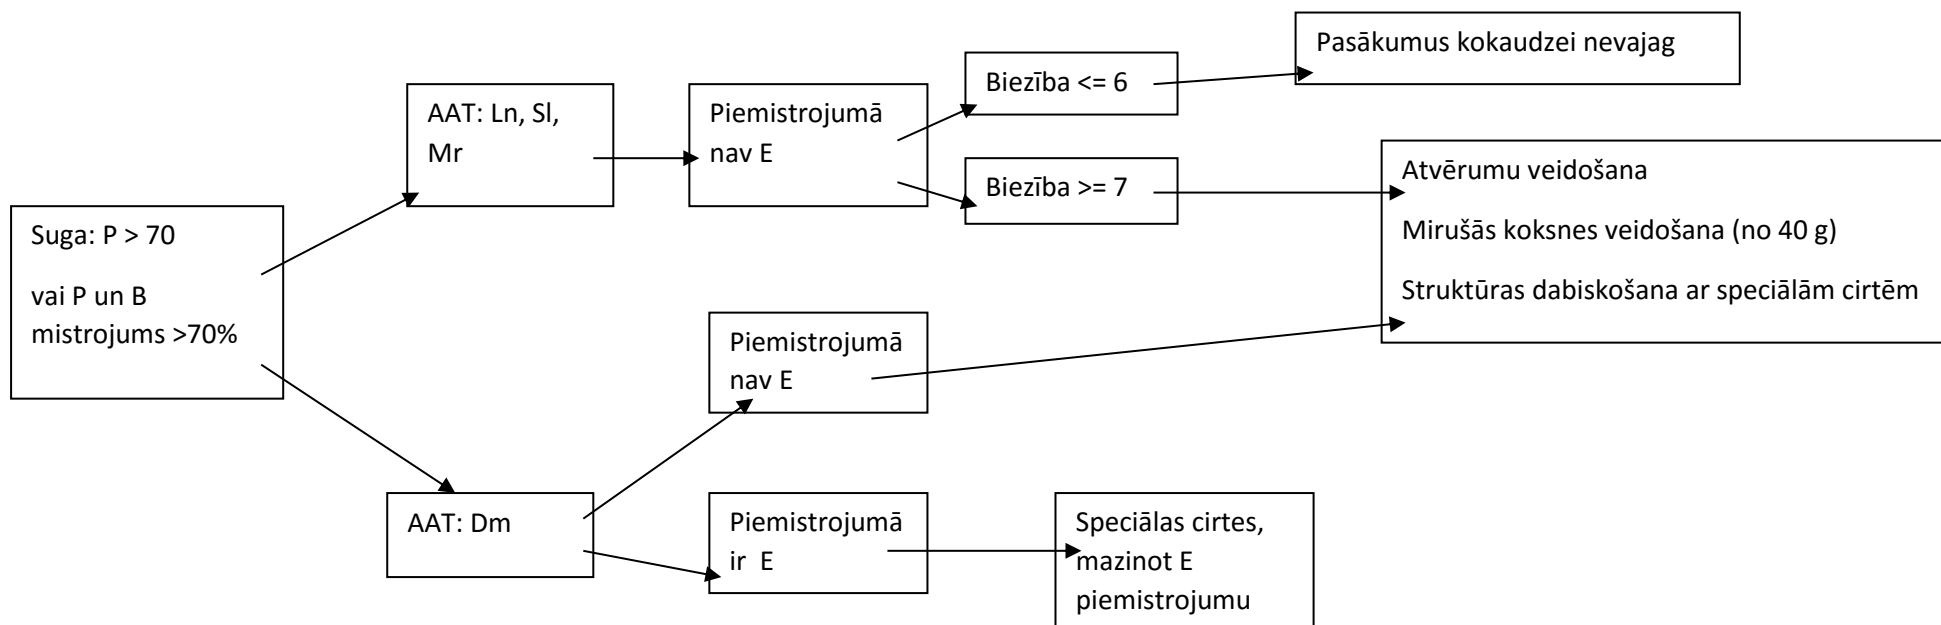 Pasākumus kokaudzei nevajag
Biezība <= 6
AAT: Ln, Sl,
Mr
Piemistrojumā
nav E
Biezība >= 7
Atvērumu veidošana
Mirušās koksnes veidošana (no 40 g)
Struktūras dabiskošana ar speciālām cirtēm
Suga: P > 70
vai P un B
mistrojums >70%
Piemistrojumā
nav E
AAT: Dm
Piemistrojumā
ir E
Speciālas cirtes,
mazinot E
piemistrojumu